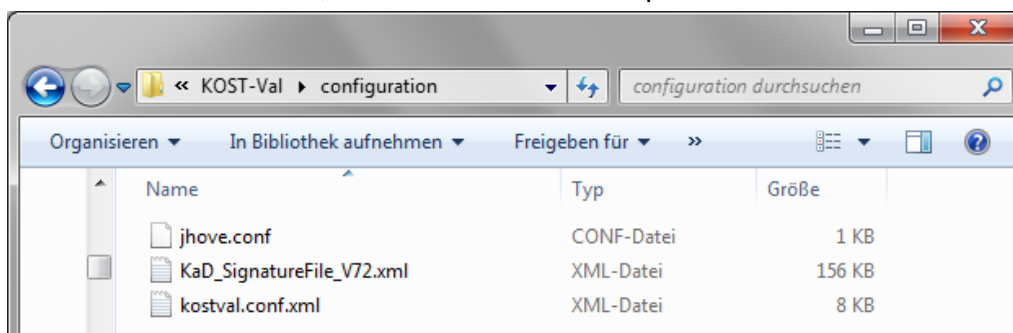 « KOST-Val configuration configuration durchsuchen
Organisieren In Bibliothek aufnehmen Freigeben für »
Name Typ Größe
jhove.conf CONF-Datei 1 KB
KaD_SignatureFile_V72.xml XML-Datei 156 KB
kostval.conf.xml XML-Datei 8 KB